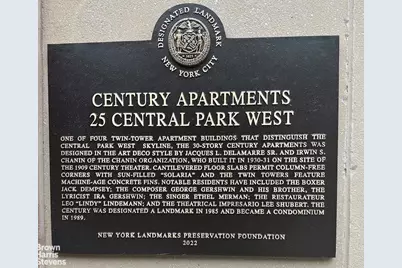 DESIGNATED LANDMARK
NEW YORK CITY
CENTURY APARTMENTS
25 CENTRAL PARK WEST
ONE OF FOUR TWIN-TOWER APARTMENT BUILDINGS THAT DISTINGUISH THE
CENTRAL PARK WEST SKYLINE, THE 30-STORY CENTURY APARTMENTS WAS
DESIGNED IN THE ART DECO STYLE BY JACQUES L. DELAMARRE SR. AND IRWIN S.
CHANIN OF THE CHANIN ORGANIZATION, WHO BUILT IT IN 1930-31 ON THE SITE OF
THE 1909 CENTURY THEATER. CANTILEVERED FLOOR SLABS PERMIT COLUMN-FREE
CORNERS WITH SUN-FILLED "SOLARIA" AND THE TWIN TOWERS FEATURE
MACHINE-AGE CONCRETE FINS. NOTABLE RESIDENTS HAVE INCLUDED THE BOXER
JACK DEMPSEY; THE COMPOSER GEORGE GERSHWIN AND HIS BROTHER, THE
LYRICIST IRA GERSHWIN; THE SINGER ETHEL MERMAN; THE RESTAURATEUR
LEO "LINDY" LINDEMANN; AND THE THEATRICAL IMPRESARIO LEE SHUBERT. THE
CENTURY WAS DESIGNATED A LANDMARK IN 1985 AND BECAME A CONDOMINIUM
IN 1989.
NEW YORK LANDMARKS PRESERVATION FOUNDATION
2022
Brown
Harris
Stevens